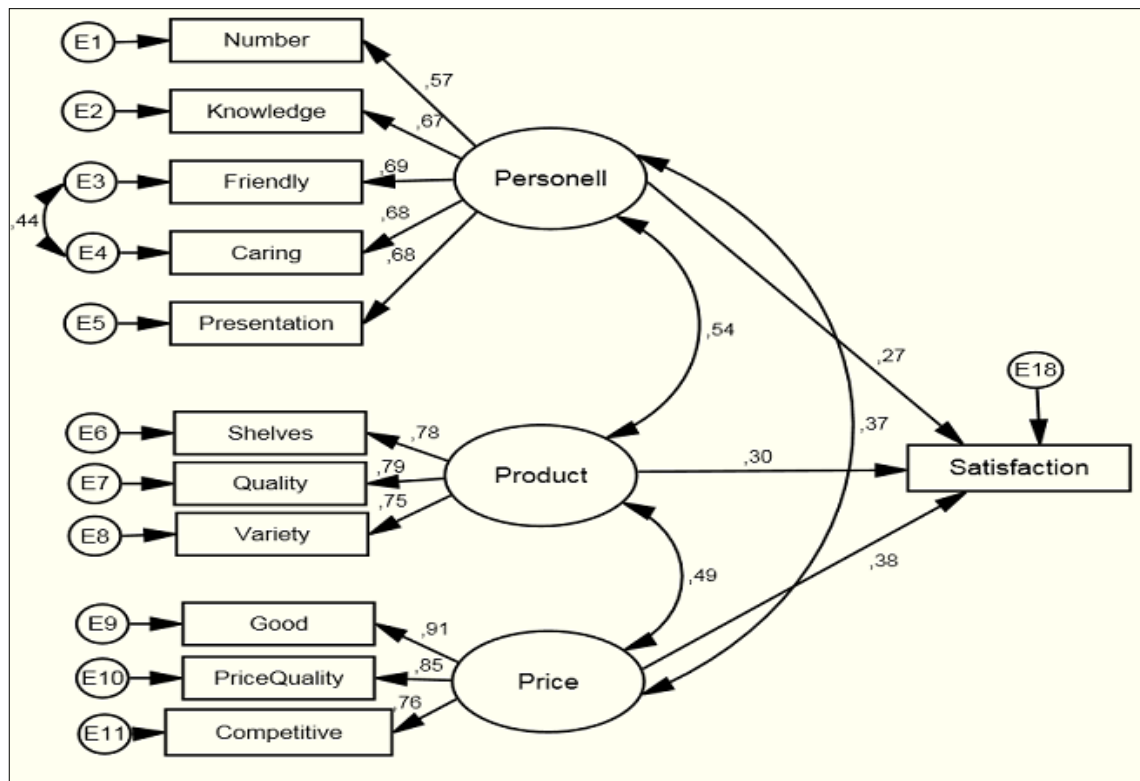 E1
Number
,57
E2
Knowledge
,67
E3
Friendly
,69
Personell
,44
,68
E4
Caring
,68
E5
Presentation
,54
,27
E18
,37
E6
Shelves
,78
E7
Quality
,79
Product
,30
Satisfaction
E8
Variety
,75
,49
,38
E9
Good
,91
E10
PriceQuality
,85
Price
E11
Competitive
,76